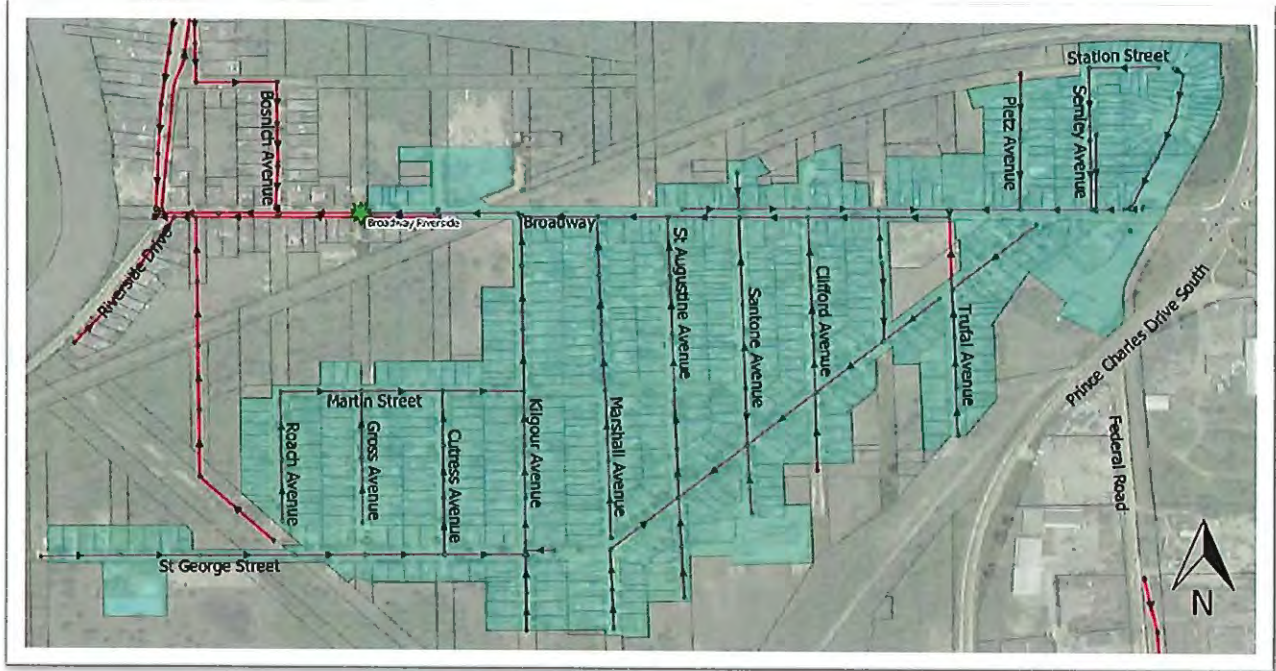 Station Street
Bosnich Avenue
Pietz Avenue
Semley Avenue
Broadway Riverside
Broadway
Riverside Drive
St Augustine Avenue
Santone Avenue
Clifford Avenue
Trufal Avenue
Prince Charles Drive South
Martin Street
Roach Avenue
Gross Avenue
Cutress Avenue
Kilgour Avenue
Marshall Avenue
Federal Road
St George Street
N